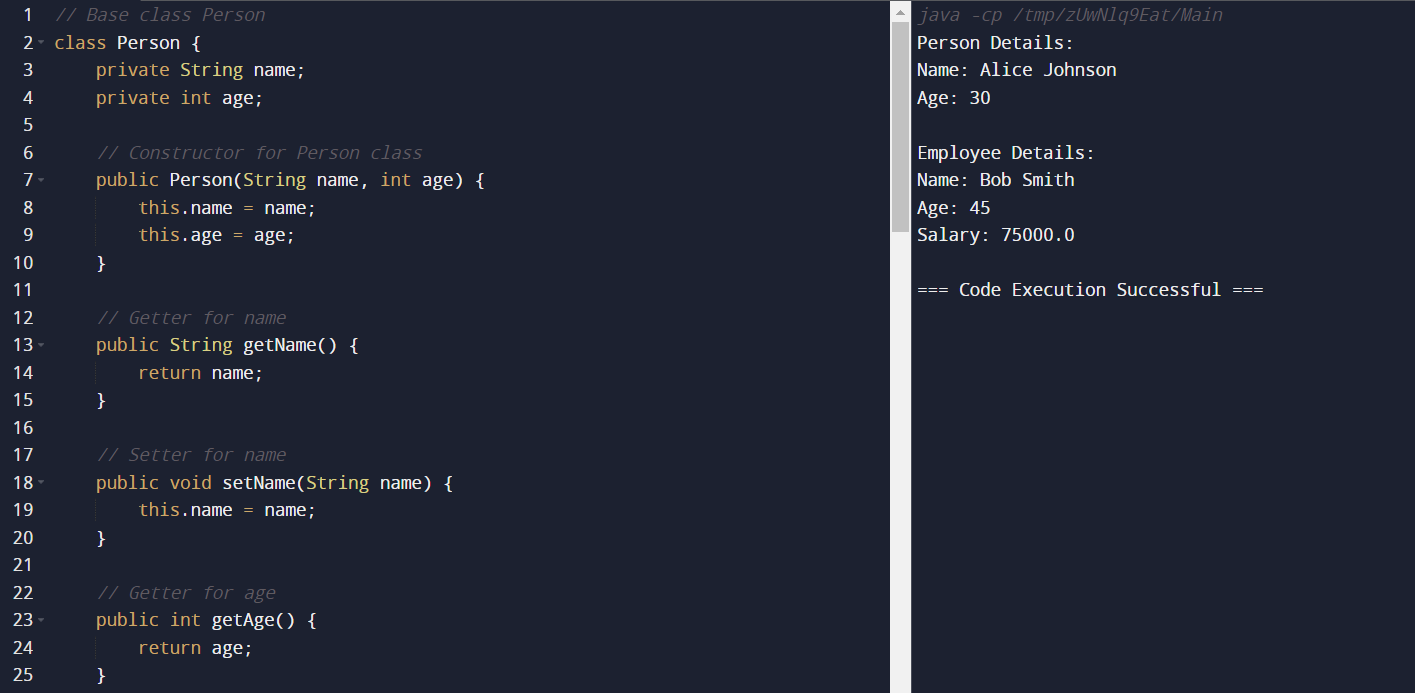 1 // Base class Person
2 class Person {
3     private String name;
4     private int age;
5
6     // Constructor for Person class
7     public Person(String name, int age) {
8         this.name = name;
9         this.age = age;
10     }
11
12     // Getter for name
13     public String getName() {
14         return name;
15     }
16
17     // Setter for name
18     public void setName(String name) {
19         this.name = name;
20     }
21
22     // Getter for age
23     public int getAge() {
24         return age;
25     }
java -cp /tmp/zUwNlq9Eat/Main
Person Details:
Name: Alice Johnson
Age: 30

Employee Details:
Name: Bob Smith
Age: 45
Salary: 75000.0

=== Code Execution Successful ===